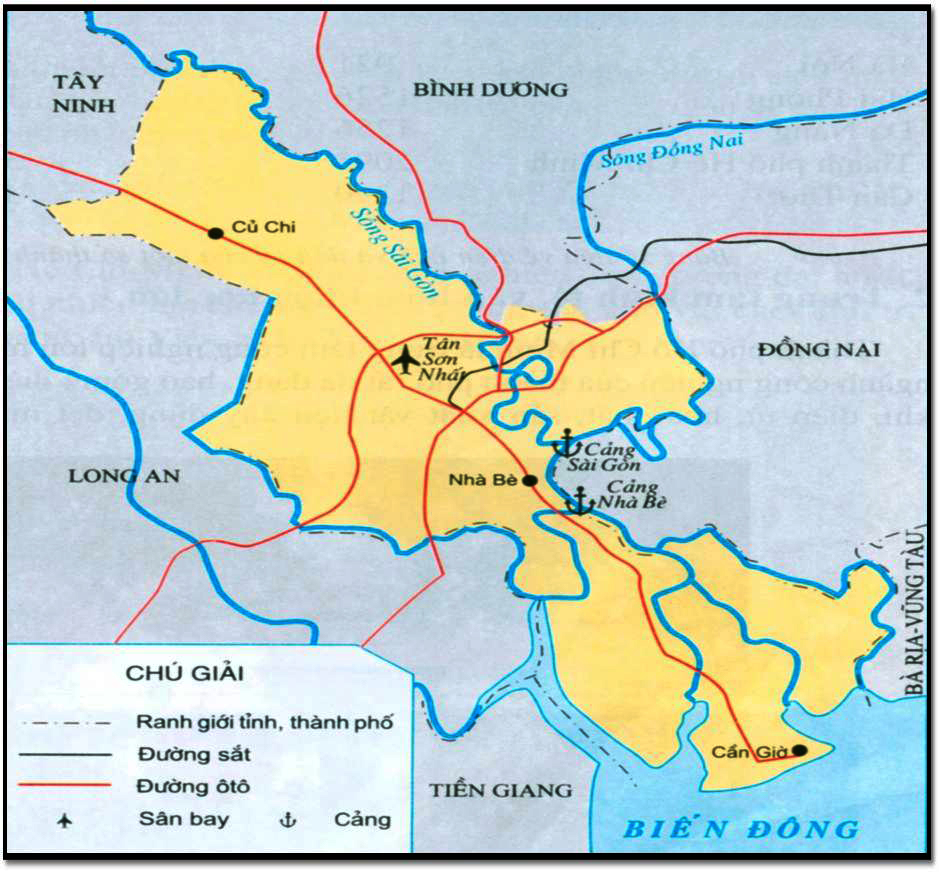 TÂY
NINH
BÌNH DƯƠNG
Sông Đồng Nai
Củ Chi
Sông Sài Gòn
Tân
Sơn
Nhất
ĐỒNG NAI
LONG AN
Cảng
Sài Gòn
Nhà Bè
Cảng
Nhà Bè
BÀ RỊA-VŨNG TÀU
CHÚ GIẢI
Ranh giới tỉnh, thành phố
Đường sắt
Đường ôtô
Sân bay
Cảng
Cần Giờ
TIỀN GIANG
BIỂN ĐÔNG